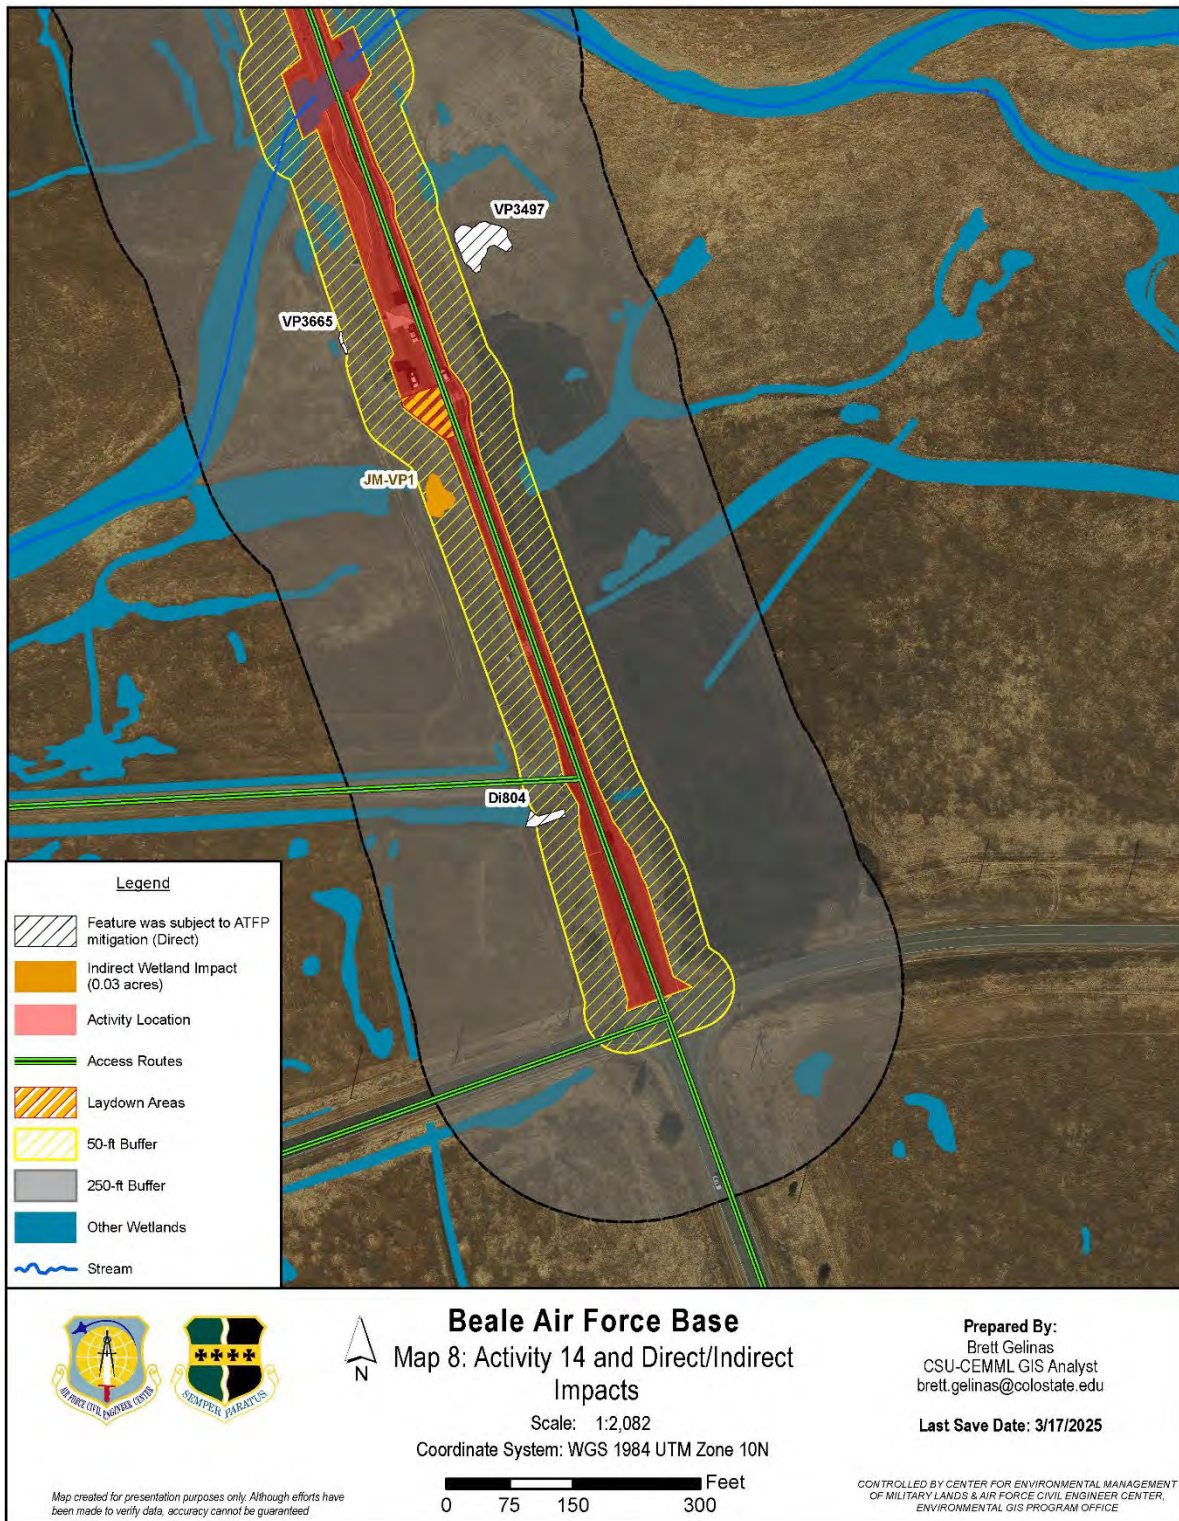 VP3497
VP3665
JM-VP1
Di804
Legend
Feature was subject to ATFP
mitigation (Direct)
Indirect Wetland Impact
(0.03 acres)
Activity Location
Access Routes
Laydown Areas
50-ft Buffer
250-ft Buffer
Other Wetlands
Stream
AIR FORCE CIVIL ENGINEER CENTER
SEMPER PARATUS
N
Beale Air Force Base
Map 8: Activity 14 and Direct/Indirect
Impacts
Scale: 1:2,082
Coordinate System: WGS 1984 UTM Zone 10N
Feet
0 75 150 300
Prepared By:
Brett Gelinas
CSU-CEMML GIS Analyst
brett.gelinas@colostate.edu
Last Save Date: 3/17/2025
Map created for presentation purposes only. Although efforts have
been made to verify data, accuracy cannot be guaranteed
CONTROLLED BY CENTER FOR ENVIRONMENTAL MANAGEMENT
OF MILITARY LANDS & AIR FORCE CIVIL ENGINEER CENTER,
ENVIRONMENTAL GIS PROGRAM OFFICE